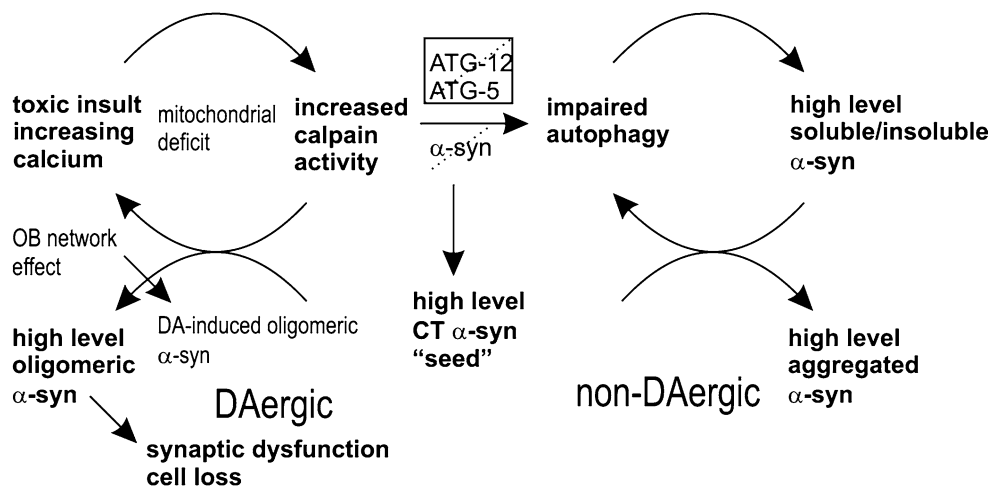 toxic insult
increasing
calcium
mitochondrial
deficit
increased
calpain
activity
ATG-12
ATG-5
α-syn
impaired
autophagy
high level
soluble/insoluble
α-syn
OB network
effect
high level
oligomeric
α-syn
DA-induced oligomeric
α-syn
high level
CT α-syn
“seed”
high level
aggregated
α-syn
DAergic
non-DAergic
synaptic dysfunction
cell loss